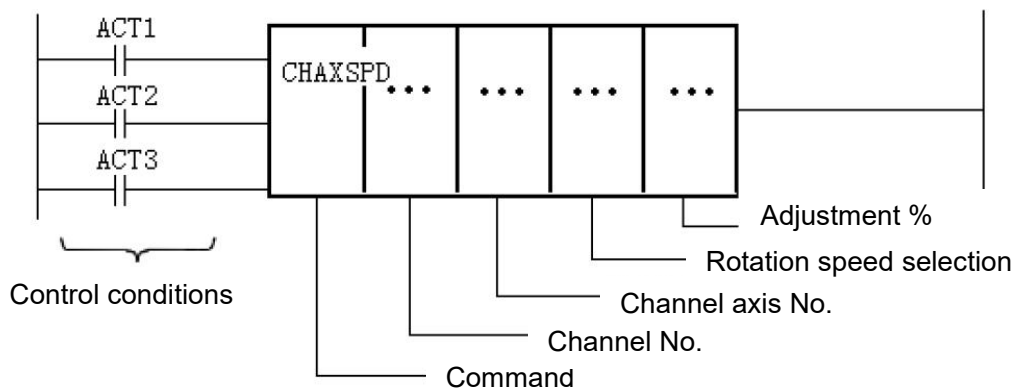 ACT1
CHAXSPD
... ... ... ...
ACT2
ACT3
Adjustment %
Rotation speed selection
Control conditions
Channel axis No.
Channel No.
Command